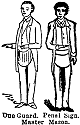 Due Guard. Penal Sign.
Master Mason.